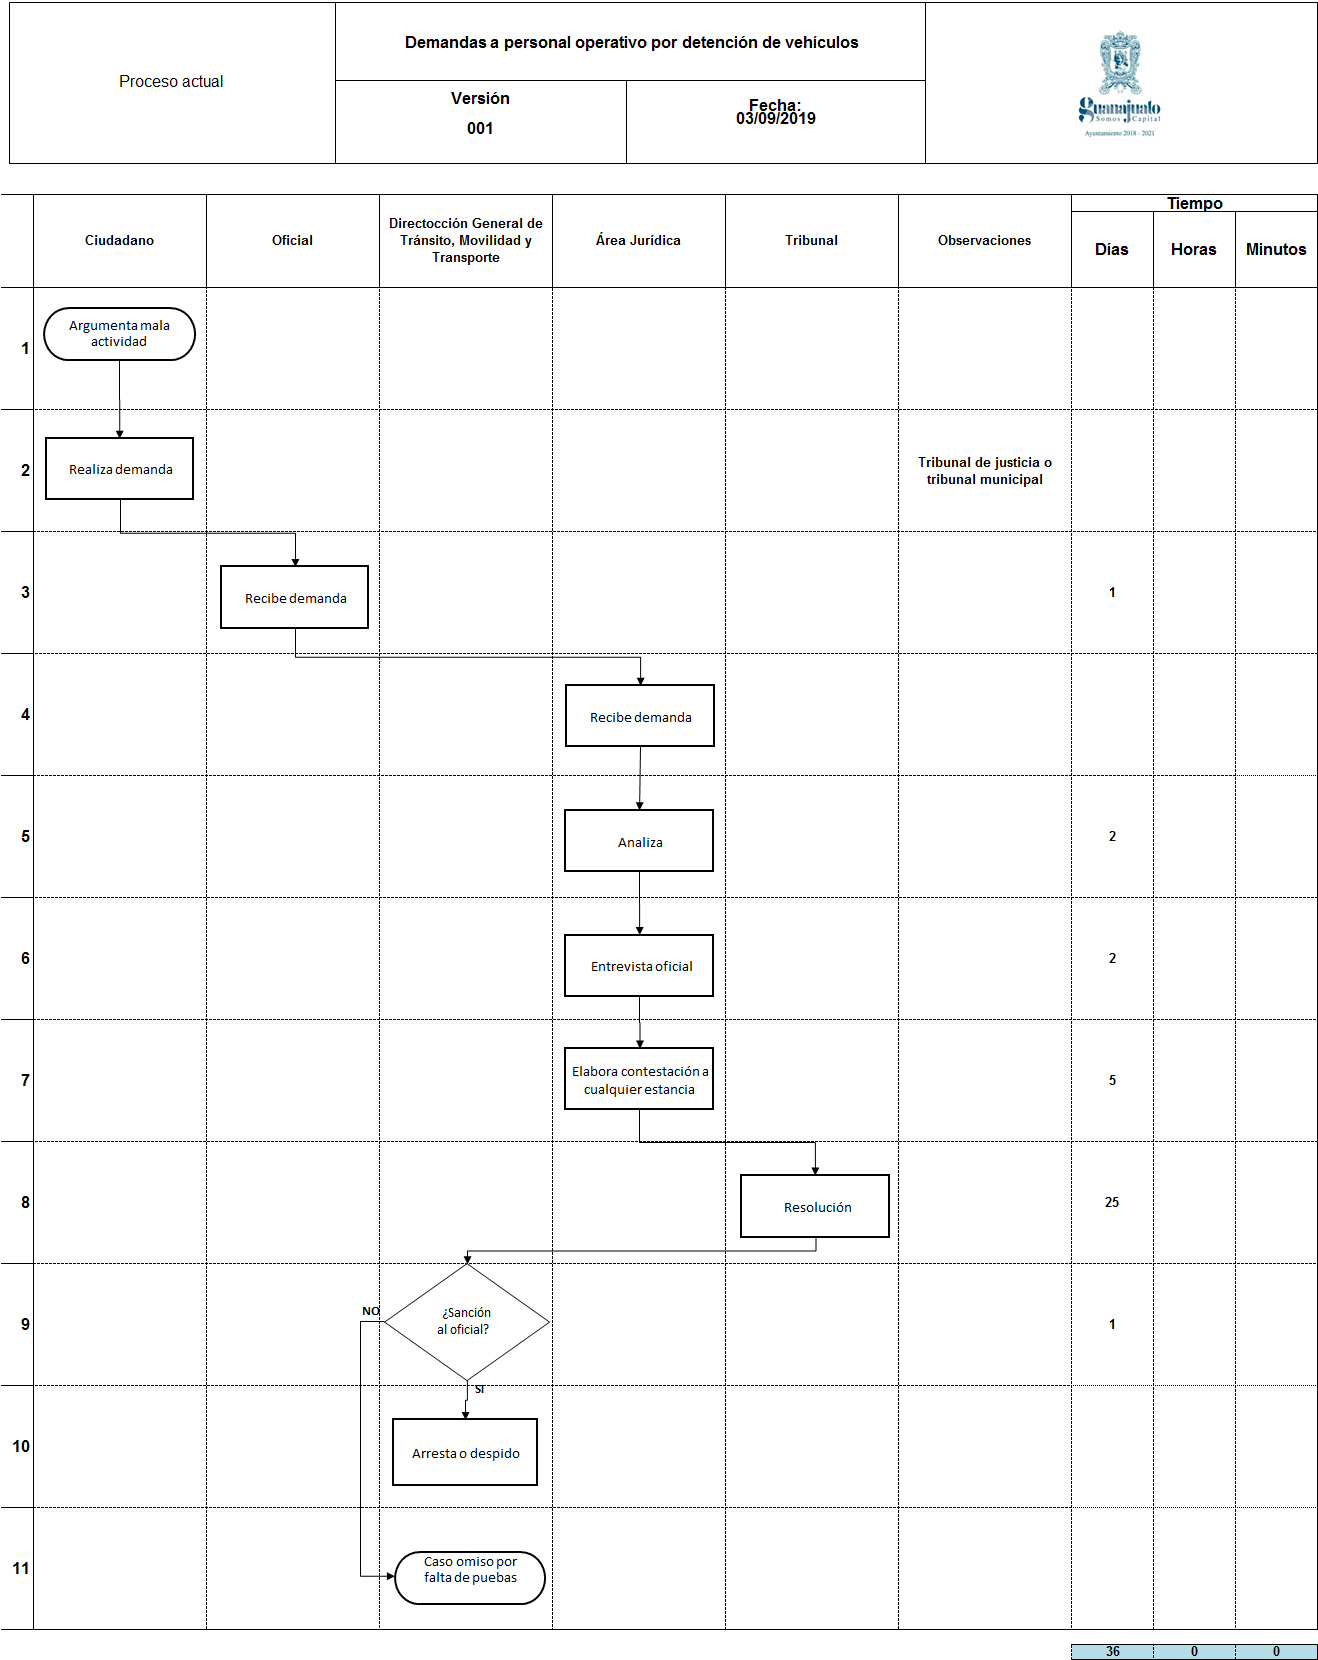 Proceso actual
Demandas a personal operativo por detención de vehículos
Versión
001
Fecha:
03/09/2019
guanajuato
Somos Capital
Ayuntamiento 2018 - 2021
Ciudadano
Oficial
Directocción General de
Tránsito, Movilidad y
Transporte
Área Jurídica
Tribunal
Observaciones
Tiempo
Días
Horas
Minutos
1
Argumenta mala
actividad
2
Realiza demanda
Tribunal de justicia o
tribunal municipal
3
Recibe demanda
1
4
Recibe demanda
5
Analiza
2
6
Entrevista oficial
2
7
Elabora contestación a
cualquier estancia
5
8
Resolución
25
9
NO
¿Sanción
al oficial?
1
SI
10
Arresta o despido
11
Caso omiso por
falta de puebas
36
0
0